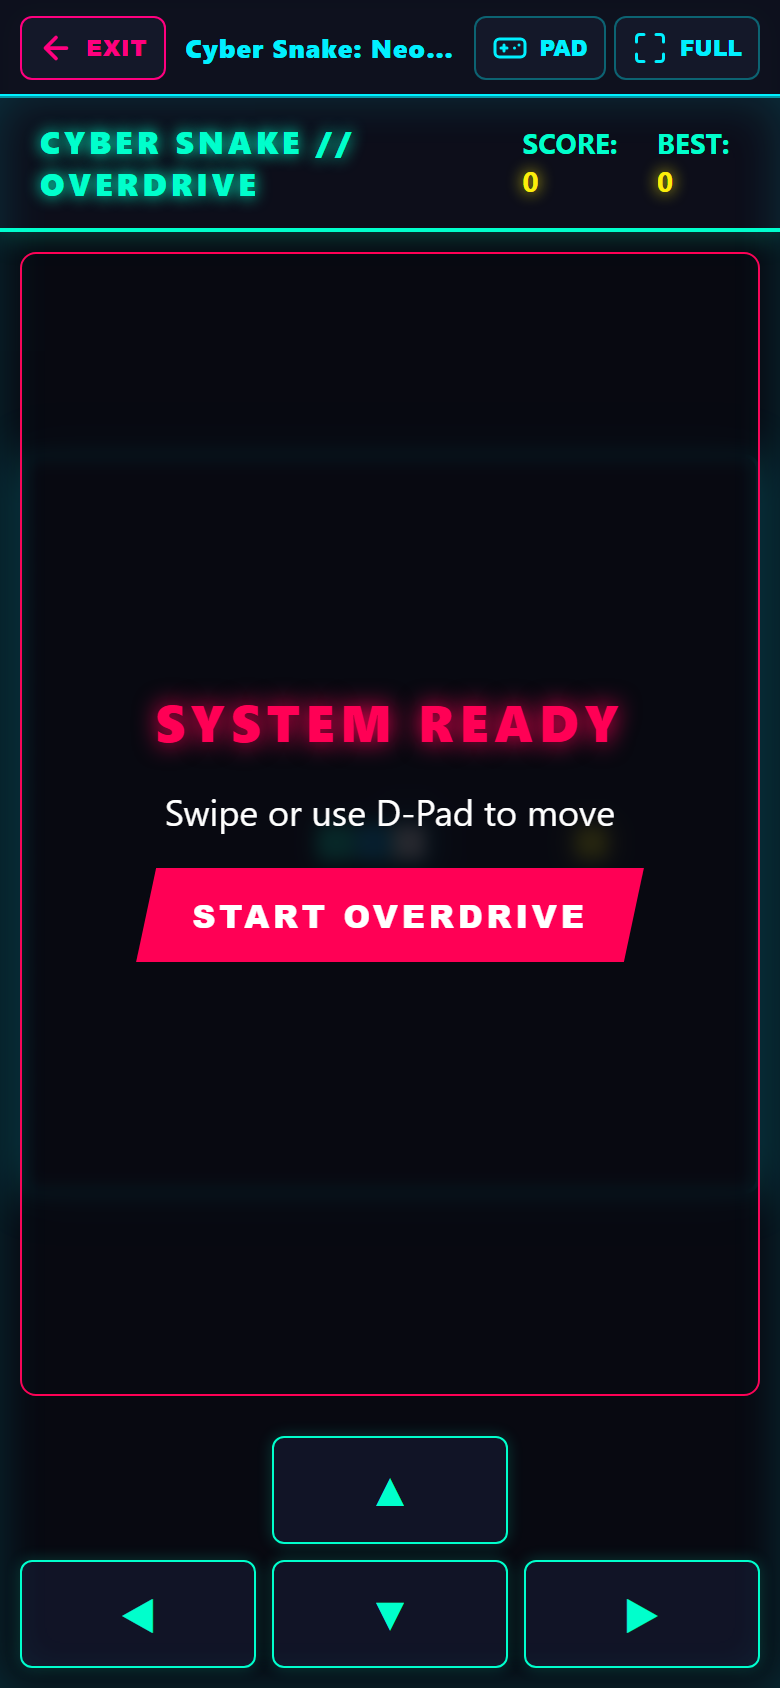 EXIT
Cyber Snake: Neo...
PAD
FULL
CYBER SNAKE //
OVERDRIVE
SCORE:
0
BEST:
0
SYSTEM READY
Swipe or use D-Pad to move
START OVERDRIVE